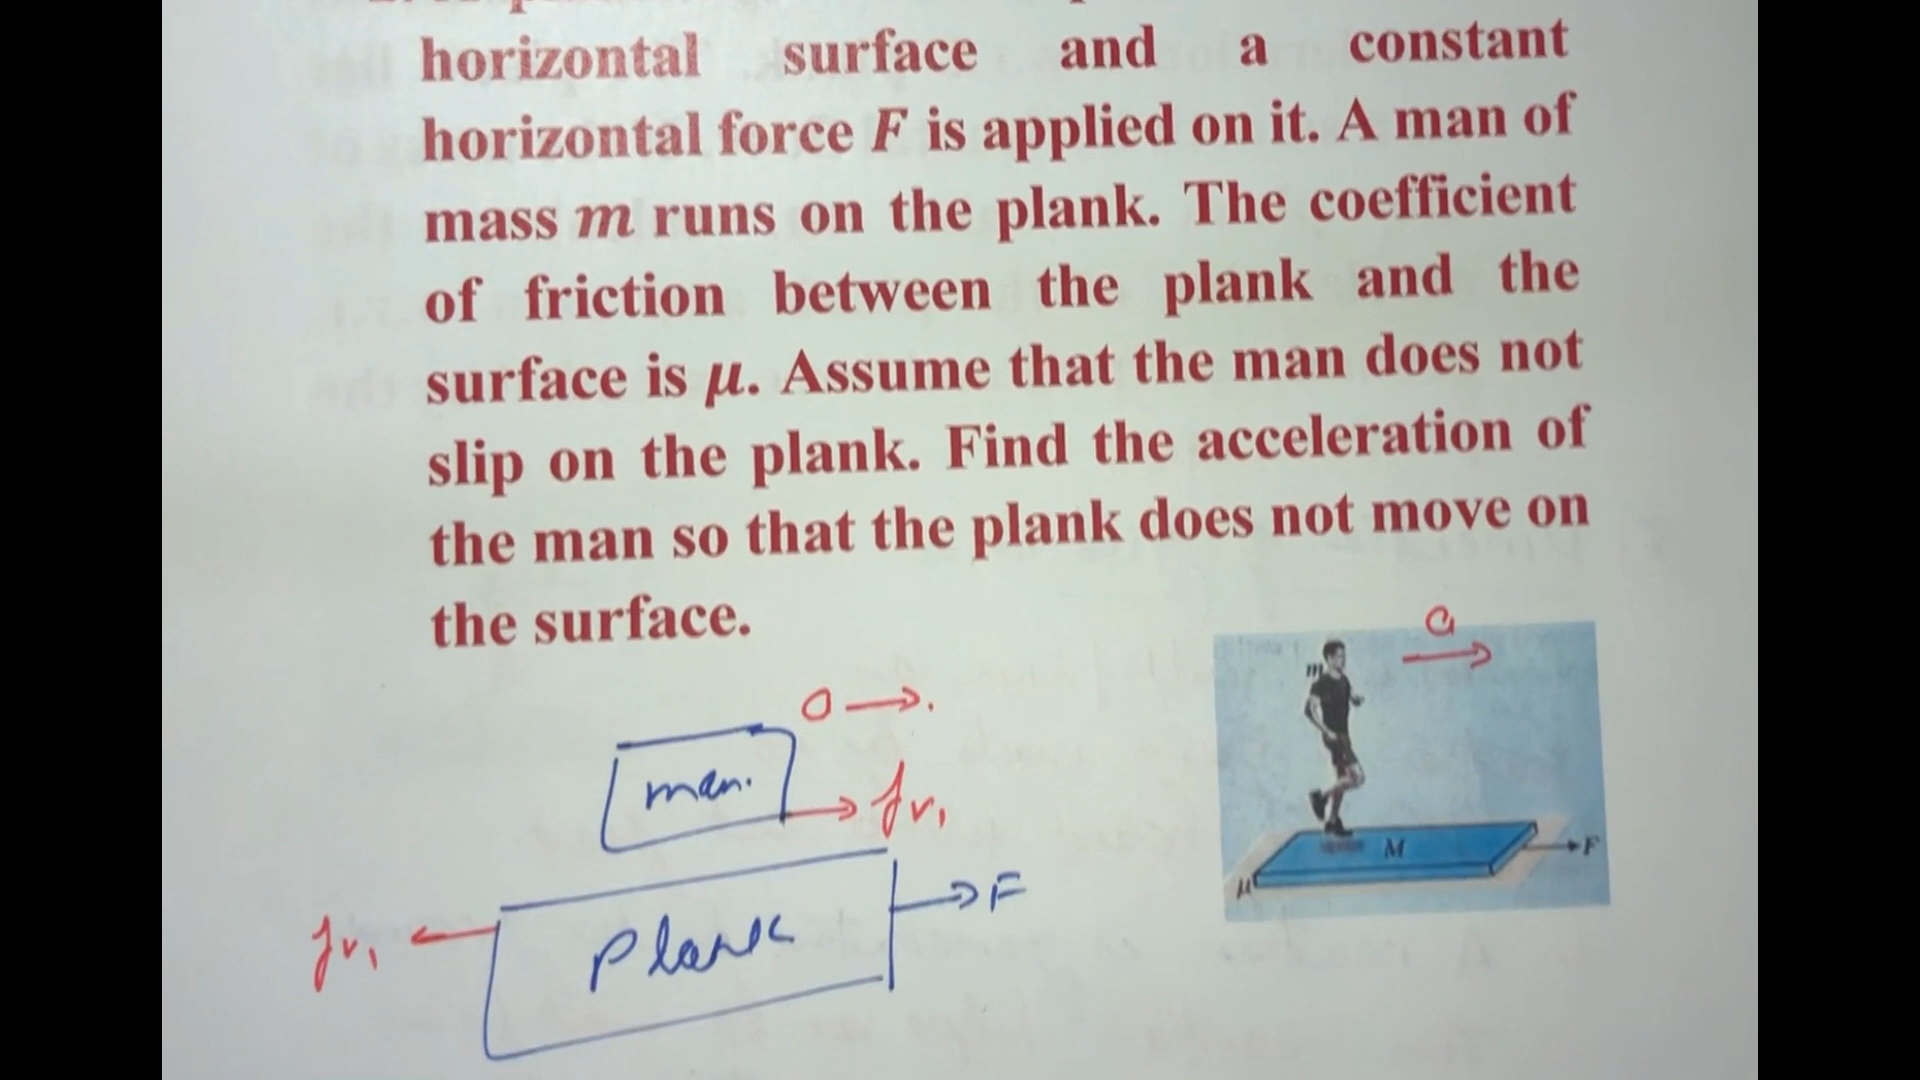 horizontal surface and a constant
horizontal force F is applied on it. A man of
mass m runs on the plank. The coefficient
of friction between the plank and the
surface is μ. Assume that the man does not
slip on the plank. Find the acceleration of
the man so that the plank does not move on
the surface.
a
m
M
F
μ
a
man.
fr₁
F
fr₁
Plank